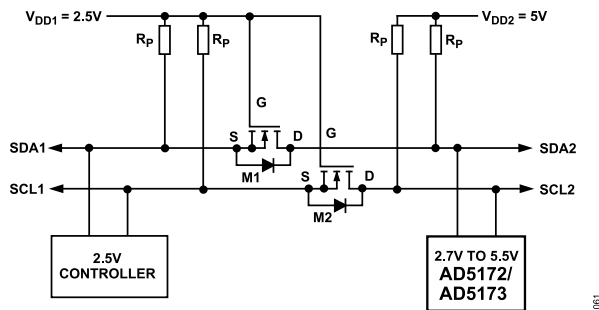 VDD1 = 2.5V
RP
RP
RP
RP
VDD2 = 5V
G
S
D
G
SDA1
SDA2
M1
S
D
SCL1
SCL2
M2
2.5V
CONTROLLER
2.7V TO 5.5V
AD5172/
AD5173
061